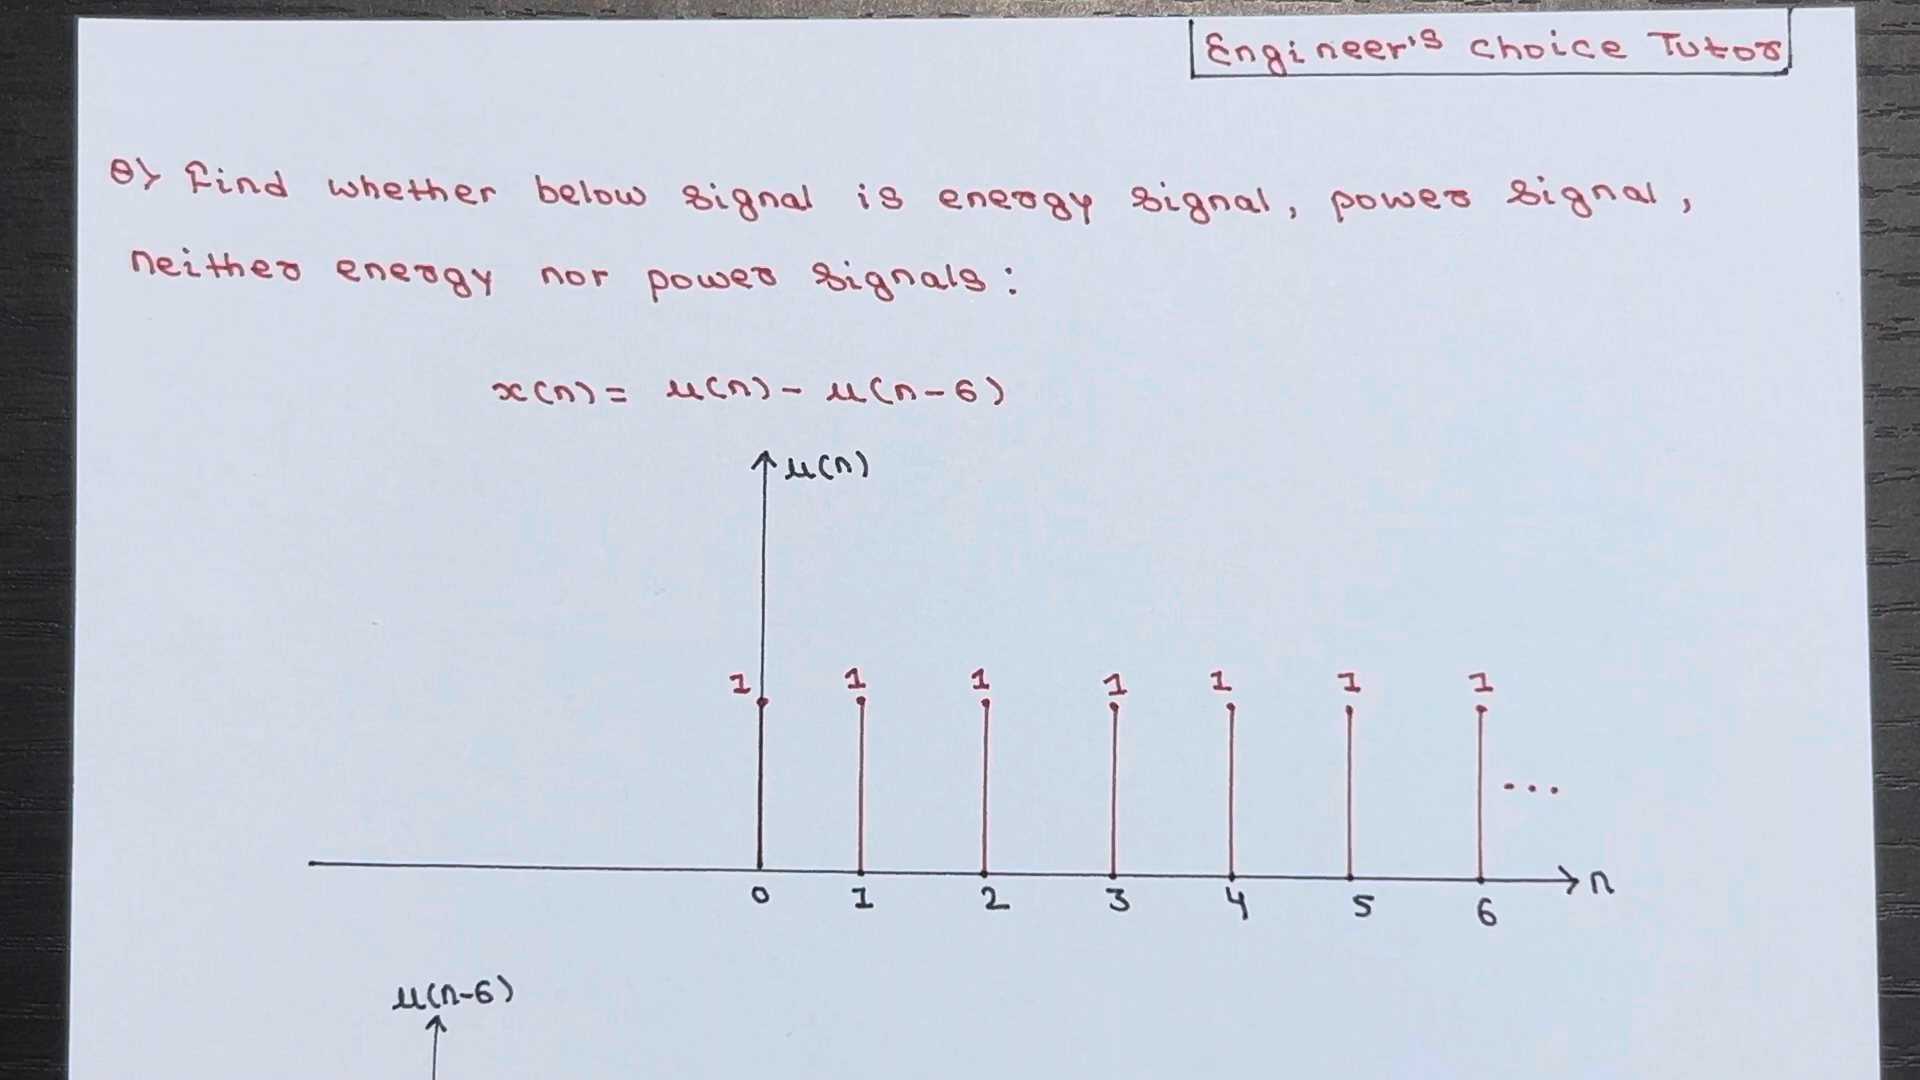 Engineer's choice Tutor
Q> Find whether below signal is energy signal, power signal,
neither energy nor power signals:
x(n) = u(n) - u(n-6)
u(n)
1 1 1 1 1 1 1
...
0 1 2 3 4 5 6 n
u(n-6)